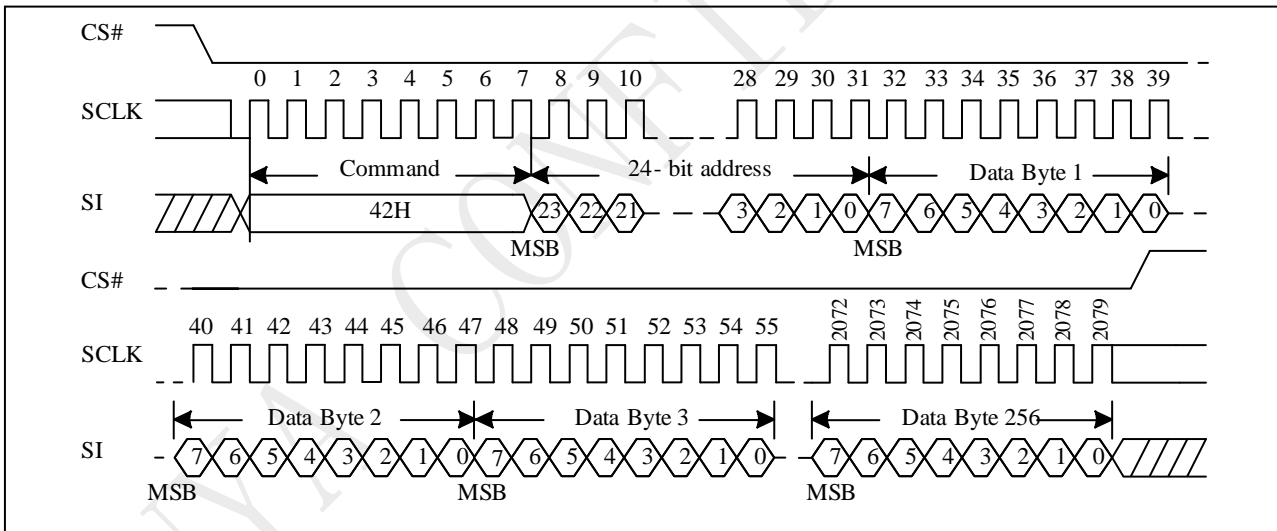 CS#
0 1 2 3 4 5 6 7 8 9 10 28 29 30 31 32 33 34 35 36 37 38 39
SCLK
Command 24- bit address Data Byte 1
SI 42H 23 22 21 3 2 1 0 7 6 5 4 3 2 1 0
MSB MSB
CS#
40 41 42 43 44 45 46 47 48 49 50 51 52 53 54 55 2072 2073 2074 2075 2076 2077 2078 2079
SCLK
Data Byte 2 Data Byte 3 Data Byte 256
SI 7 6 5 4 3 2 1 0 7 6 5 4 3 2 1 0 7 6 5 4 3 2 1 0
MSB MSB MSB